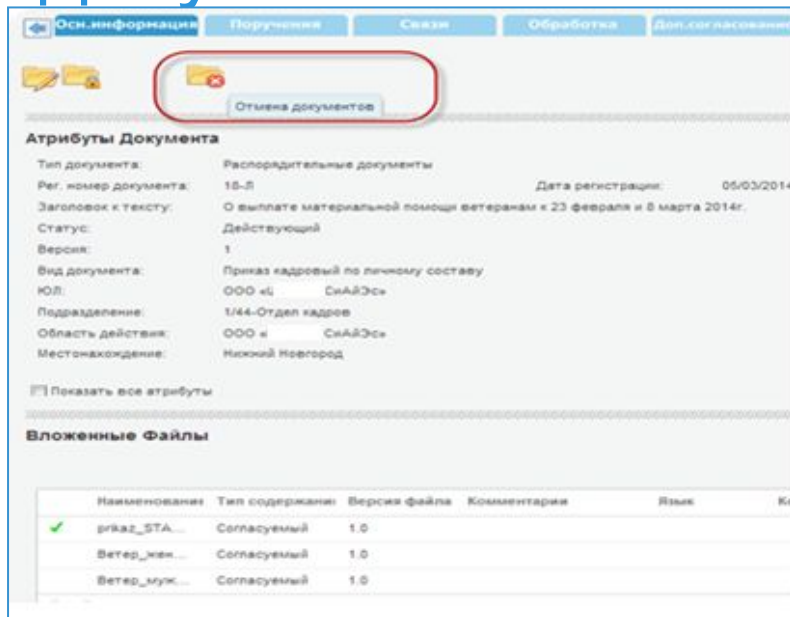 Осн.информация Поручения Связи Обработка Доп.согласование
Отмена документов
Атрибуты Документа
Тип документа: Распорядительные документы
Рег. номер документа: 18-Л Дата регистрации: 05/03/2014
Заголовок к тексту: О выплате материальной помощи ветеранам к 23 февраля и 8 марта 2014г.
Статус: Действующий
Версия: 1
Вид документа: Приказ кадровый по личному составу
ЮЛ: ООО « СиАйЭс»
Подразделение: 1/44-Отдел кадров
Область действия: ООО « СиАйЭс»
Местонахождение: Нижний Новгород
Показать все атрибуты
Вложенные Файлы
Наименование Тип содержани Версия файла Комментарии Язык
prikaz_STA... Согласуемый 1.0
Ветер_жен... Согласуемый 1.0
Ветер_муж... Согласуемый 1.0